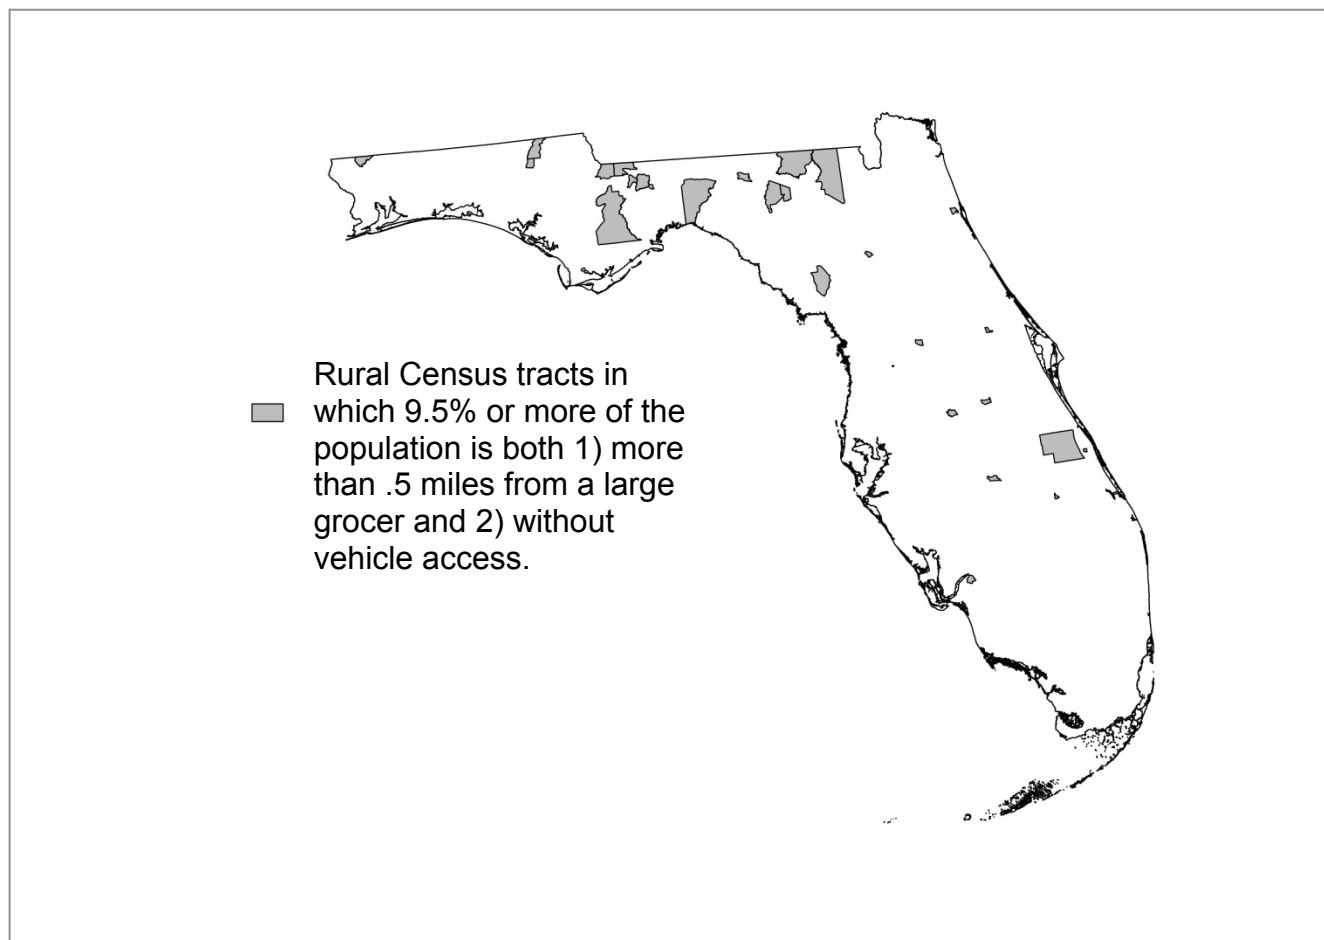 Rural Census tracts in
which 9.5% or more of the
population is both 1) more
than .5 miles from a large
grocer and 2) without
vehicle access.